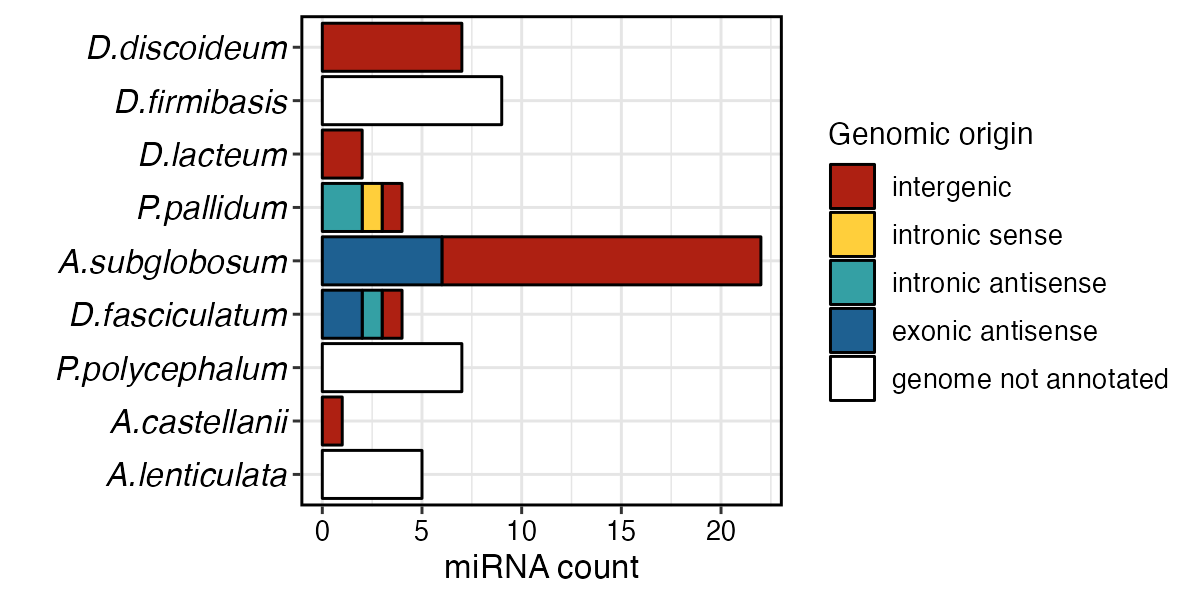 D.discoideum
D.firmibasis
D.lacteum
P.pallidum
A.subglobosum
D.fasciculatum
P.polycephalum
A.castellanii
A.lenticulata
0 5 10 15 20
miRNA count
Genomic origin
intergenic
intronic sense
intronic antisense
exonic antisense
genome not annotated